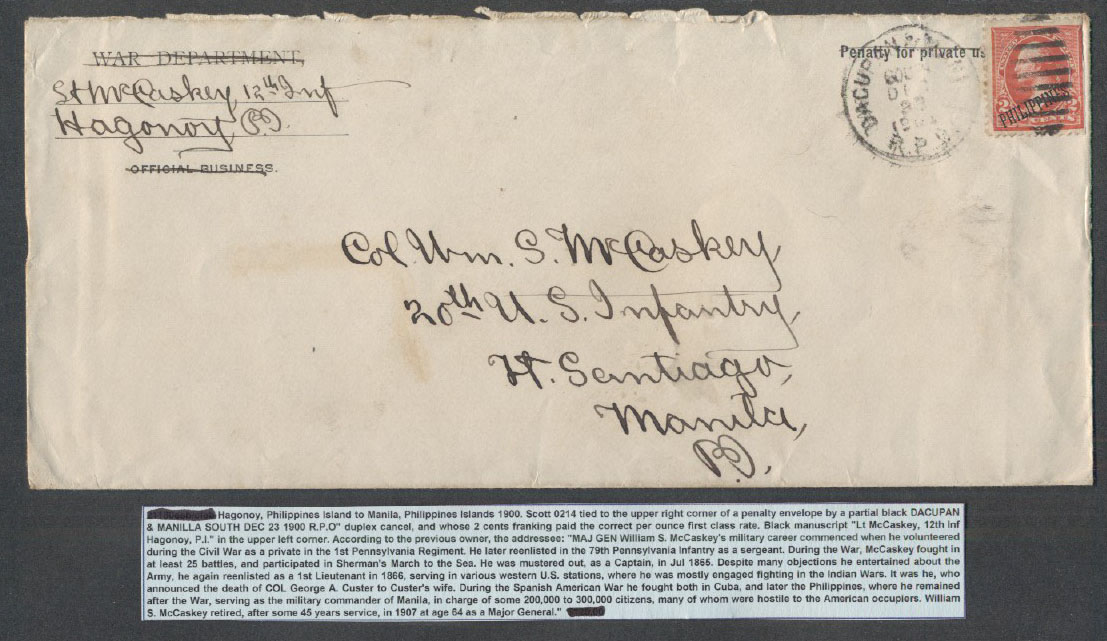 WAR DEPARTMENT,
Lt McCaskey, 12th Inf
Hagonoy P.I.
OFFICIAL BUSINESS.
Penalty for private us
DEC
23
R.P.O.
PHILIPPINES
Col. Wm. S. McCaskey,
20th U. S. Infantry,
Ft. Santiago,
Manila,
P.I.
Hagonoy, Philippines Island to Manila, Philippines Islands 1900. Scott 0214 tied to the upper right corner of a penalty envelope by a partial black DACUPAN
& MANILLA SOUTH DEC 23 1900 R.P.O" duplex cancel, and whose 2 cents franking paid the correct per ounce first class rate. Black manuscript "Lt McCaskey, 12th Inf
Hagonoy, P.I." in the upper left corner. According to the previous owner, the addressee: "MAJ GEN William S. McCaskey's military career commenced when he volunteered
during the Civil War as a private in the 1st Pennsylvania Regiment. He later reenlisted in the 79th Pennsylvania Infantry as a sergeant. During the War, McCaskey fought in
at least 25 battles, and participated in Sherman's March to the Sea. He was mustered out, as a Captain, in Jul 1865. Despite many objections he entertained about the
Army, he again reenlisted as a 1st Lieutenant in 1866, serving in various western U.S. stations, where he was mostly engaged fighting in the Indian Wars. It was he, who
announced the death of COL George A. Custer to Custer's wife. During the Spanish American War he fought both in Cuba, and later the Philippines, where he remained
after the War, serving as the military commander of Manila, in charge of some 200,000 to 300,000 citizens, many of whom were hostile to the American occupiers. William
S. McCaskey retired, after some 45 years service, in 1907 at age 64 as a Major General."